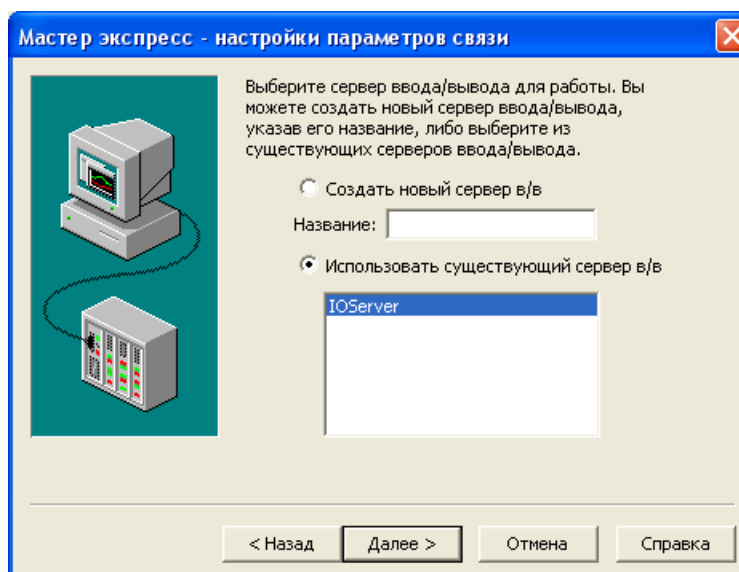 Мастер экспресс - настройки параметров связи
Выберите сервер ввода/вывода для работы. Вы
можете создать новый сервер ввода/вывода,
указав его название, либо выберите из
существующих серверов ввода/вывода.
Создать новый сервер в/в
Название:
Использовать существующий сервер в/в
IOServer
< Назад Далее > Отмена Справка